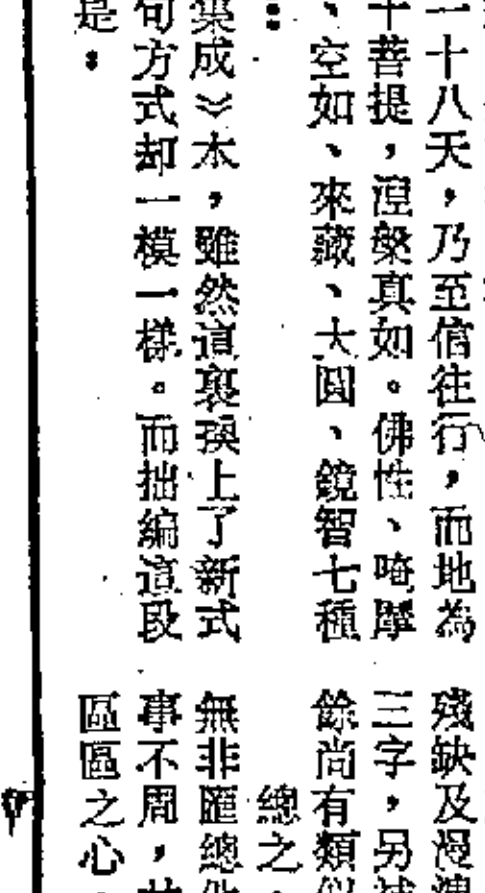 一十八天，乃至信往行，而地為
十菩提，涅槃真如。佛性、唵摩
、空如、來藏、大圓、鏡智七種
：
集成》本，雖然這裏換上了新式
句方式却一模一樣。而拙編這段
是：
殘缺及漫
三字，另
餘尚有類似
總之，
無非匯總
事不周，
區區之心，